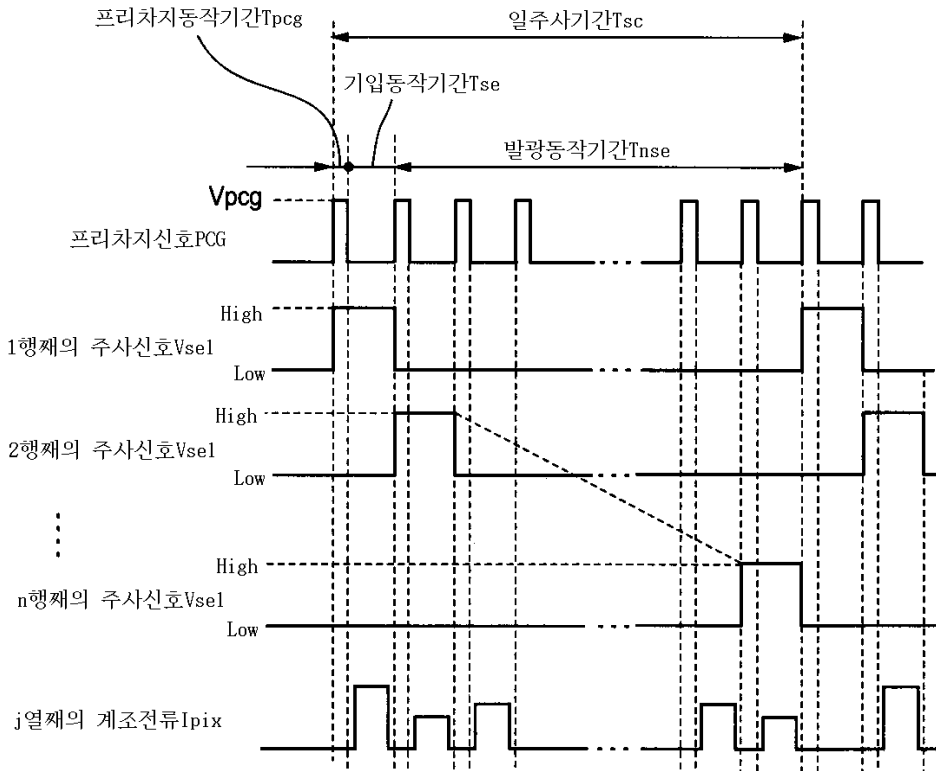 프리차지동작기간Tpcg
일주사기간Tsc
기입동작기간Tse
발광동작기간Tnse
Vpcg
프리차지신호PCG
High
1행째의 주사신호Vsel
Low
High
2행째의 주사신호Vsel
Low
High
n행째의 주사신호Vsel
Low
j열째의 계조전류Ipix